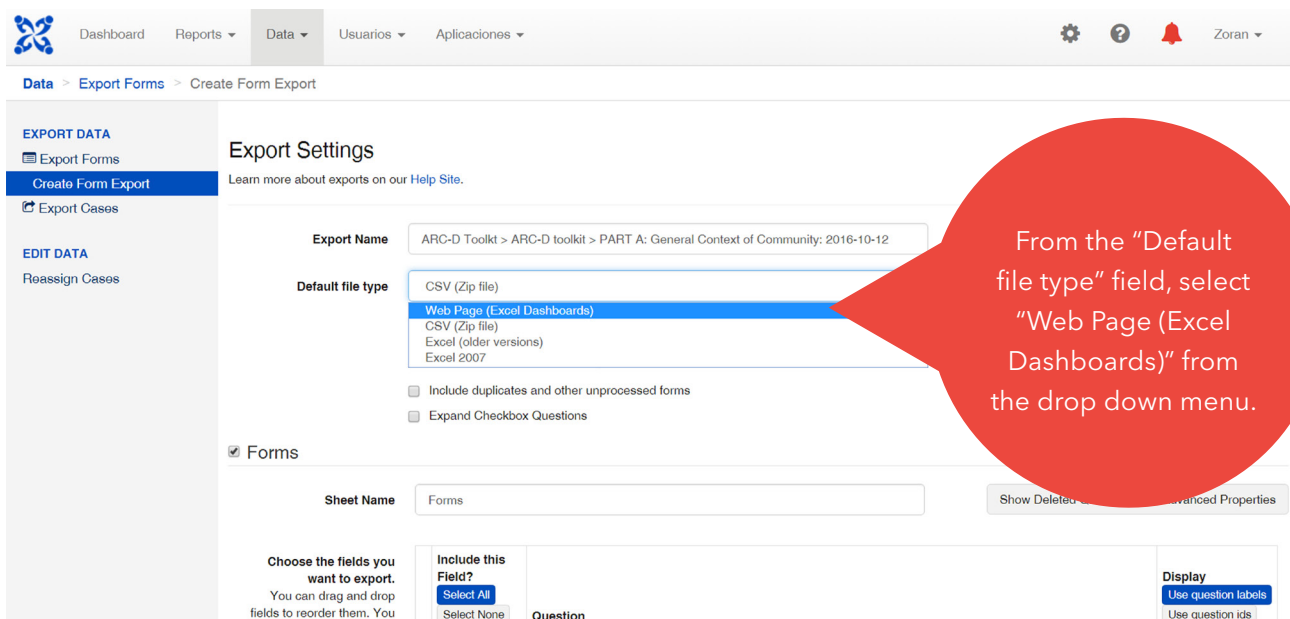 Dashboard Reports Data Usuarios Aplicaciones Zoran
Data > Export Forms > Create Form Export
EXPORT DATA
Export Forms
Create Form Export
Export Cases
EDIT DATA
Reassign Cases
Export Settings
Learn more about exports on our Help Site.
Export Name ARC-D Toolkt > ARC-D toolkit > PART A: General Context of Community: 2016-10-12
Default file type CSV (Zip file)
Web Page (Excel Dashboards)
CSV (Zip file)
Excel (older versions)
Excel 2007
Include duplicates and other unprocessed forms
Expand Checkbox Questions
From the “Default
file type” field, select
“Web Page (Excel
Dashboards)” from
the drop down menu.
Forms
Sheet Name Forms
Show Deleted Properties
Choose the fields you
want to export.
You can drag and drop
fields to reorder them. You
Include this
Field?
Select All
Select None
Question
Display
Use question labels
Use question ids